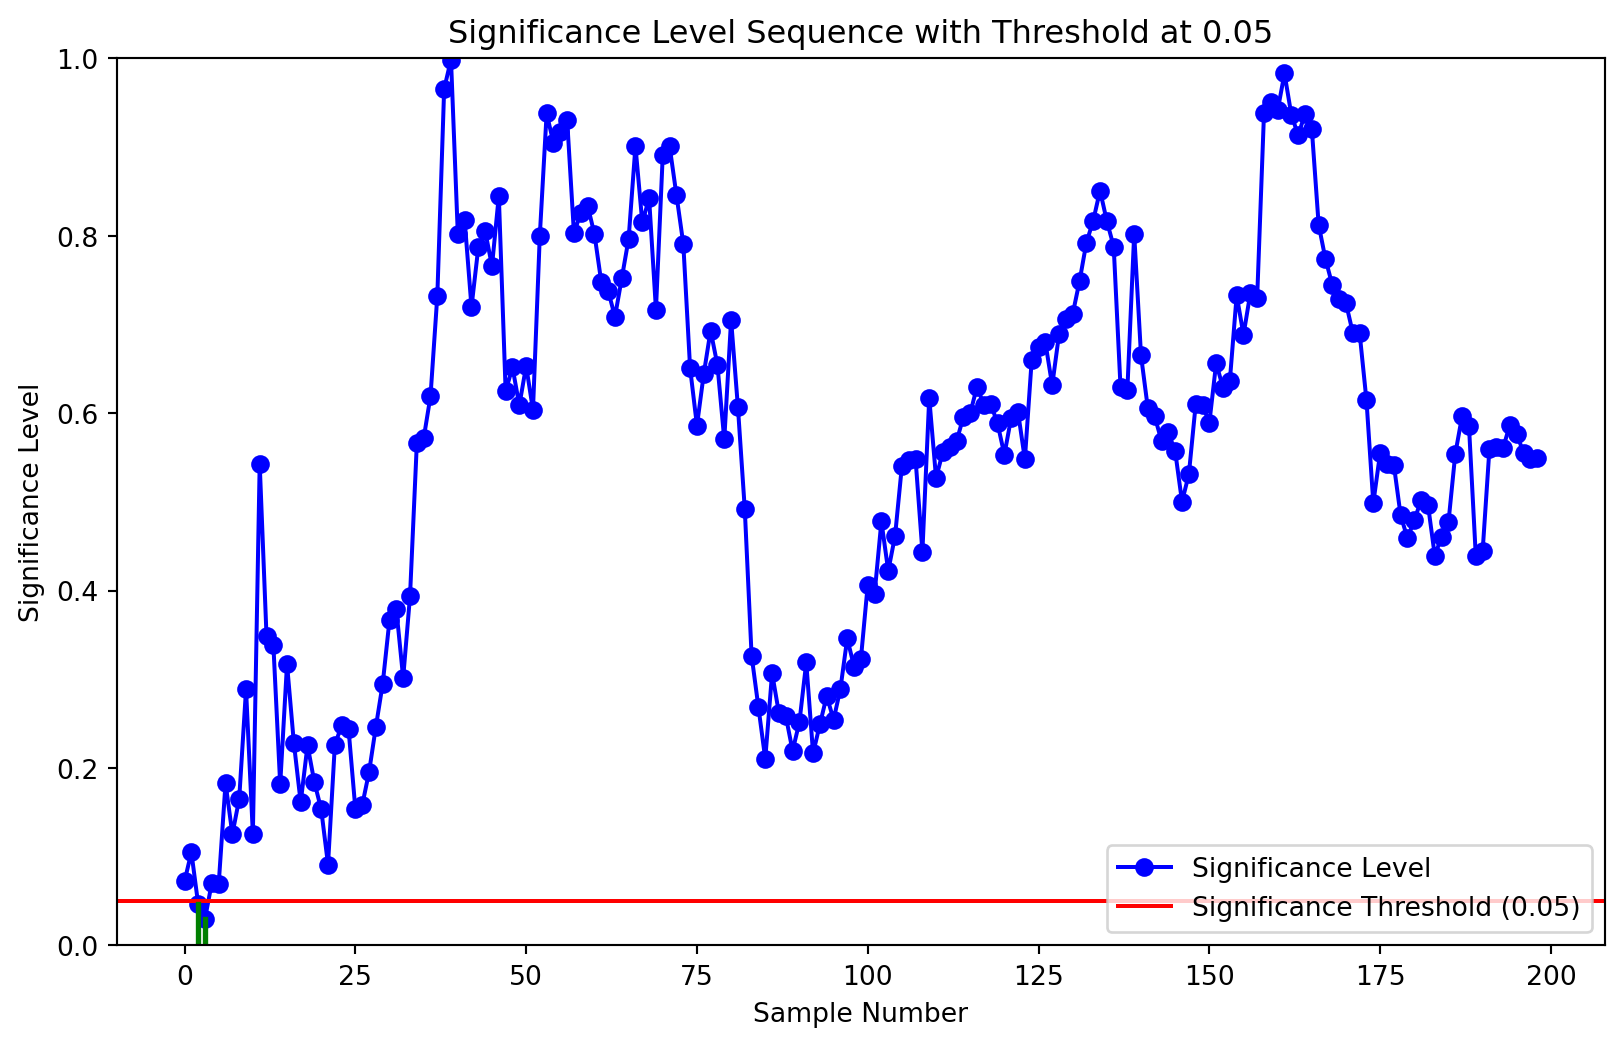 Significance Level Sequence with Threshold at 0.05
1.0
0.8
0.6
0.4
0.2
0.0
Significance Level
Significance Level
Significance Threshold (0.05)
0 25 50 75 100 125 150 175 200
Sample Number